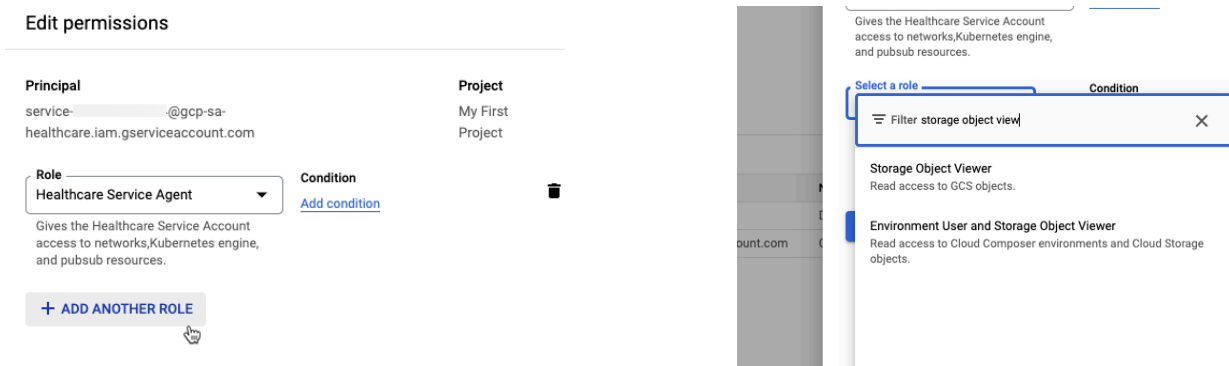 Edit permissions
Principal
Project
service-
@gcp-sa-
My First
healthcare.iam.gserviceaccount.com
Project
Role
Healthcare Service Agent
Condition
Add condition
Gives the Healthcare Service Account
access to networks,Kubernetes engine,
and pubsub resources.
+ ADD ANOTHER ROLE
Gives the Healthcare Service Account
access to networks,Kubernetes engine,
and pubsub resources.
Select a role
Condition
Filter storage object view
Storage Object Viewer
Read access to GCS objects.
Environment User and Storage Object Viewer
Read access to Cloud Composer environments and Cloud Storage
objects.
ount.com